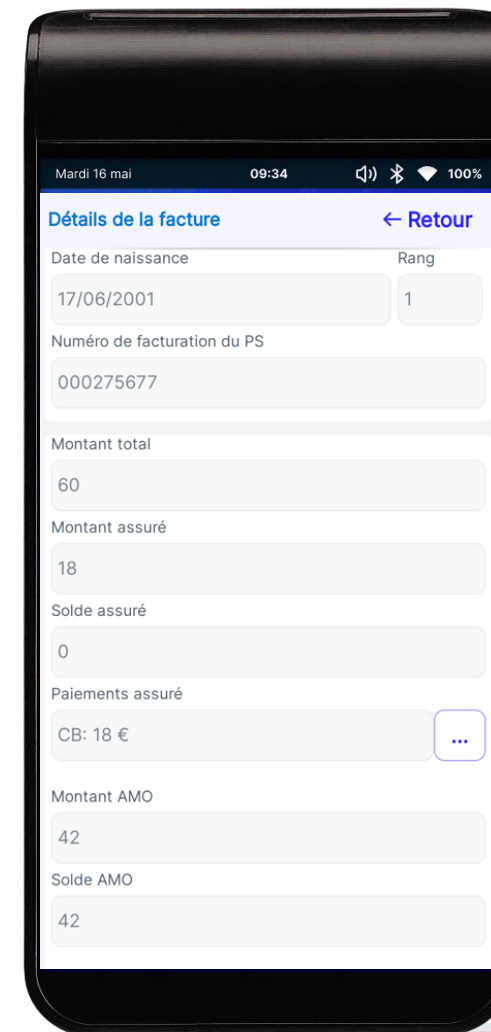 Mardi 16 mai 09:34 100%
Détails de la facture ← Retour
Date de naissance Rang
17/06/2001 1
Numéro de facturation du PS
000275677
Montant total
60
Montant assuré
18
Solde assuré
0
Paiements assuré
CB: 18 € ...
Montant AMO
42
Solde AMO
42